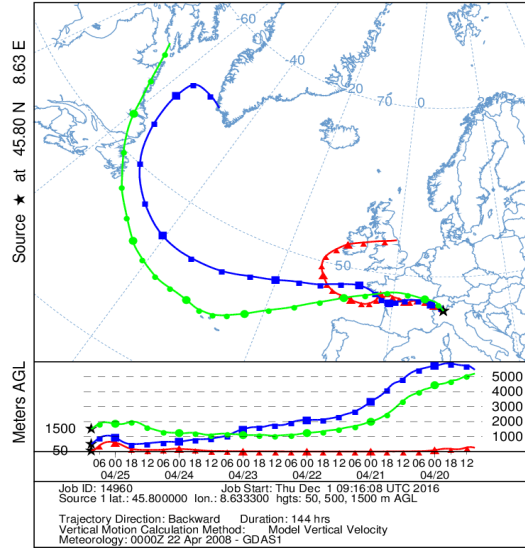 Source ★ at 45.80 N 8.63 E
-60
-40
-20
70
0
20
50
Meters AGL
5000
4000
3000
1500
2000
1000
50
06 00 18 12 06 00 18 12 06 00 18 12 06 00 18 12 06 00 18 12 06 00 18 12
04/25 04/24 04/23 04/22 04/21 04/20
Job ID: 14960 Job Start: Thu Dec 1 09:16:08 UTC 2016
Source 1 lat.: 45.800000 lon.: 8.633300 hgts: 50, 500, 1500 m AGL
Trajectory Direction: Backward Duration: 144 hrs
Vertical Motion Calculation Method: Model Vertical Velocity
Meteorology: 0000Z 22 Apr 2008 - GDAS1